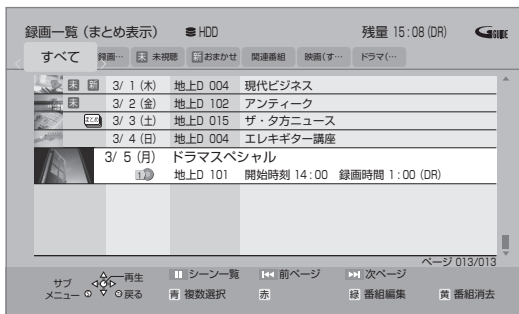 録画一覧 (まとめ表示) HDD 残量 15:08 (DR) GGUIDE
すべて 録画… 未 未視聴 新 おまかせ 関連番組 映画(す… ドラマ(…
未 新 3/ 1 (木) 地上D 004 現代ビジネス
未 3/ 2 (金) 地上D 102 アンティーク
まとめ 3/ 3 (土) 地上D 015 ザ・夕方ニュース
3/ 4 (日) 地上D 004 エレキギター講座
3/ 5 (月) ドラマスペシャル
地上D 101 開始時刻 14:00 録画時間 1:00 (DR)
ページ 013/013
サブメニュー 再生 戻る シーン一覧 前ページ 次ページ
青 複数選択 赤 緑 番組編集 黄 番組消去